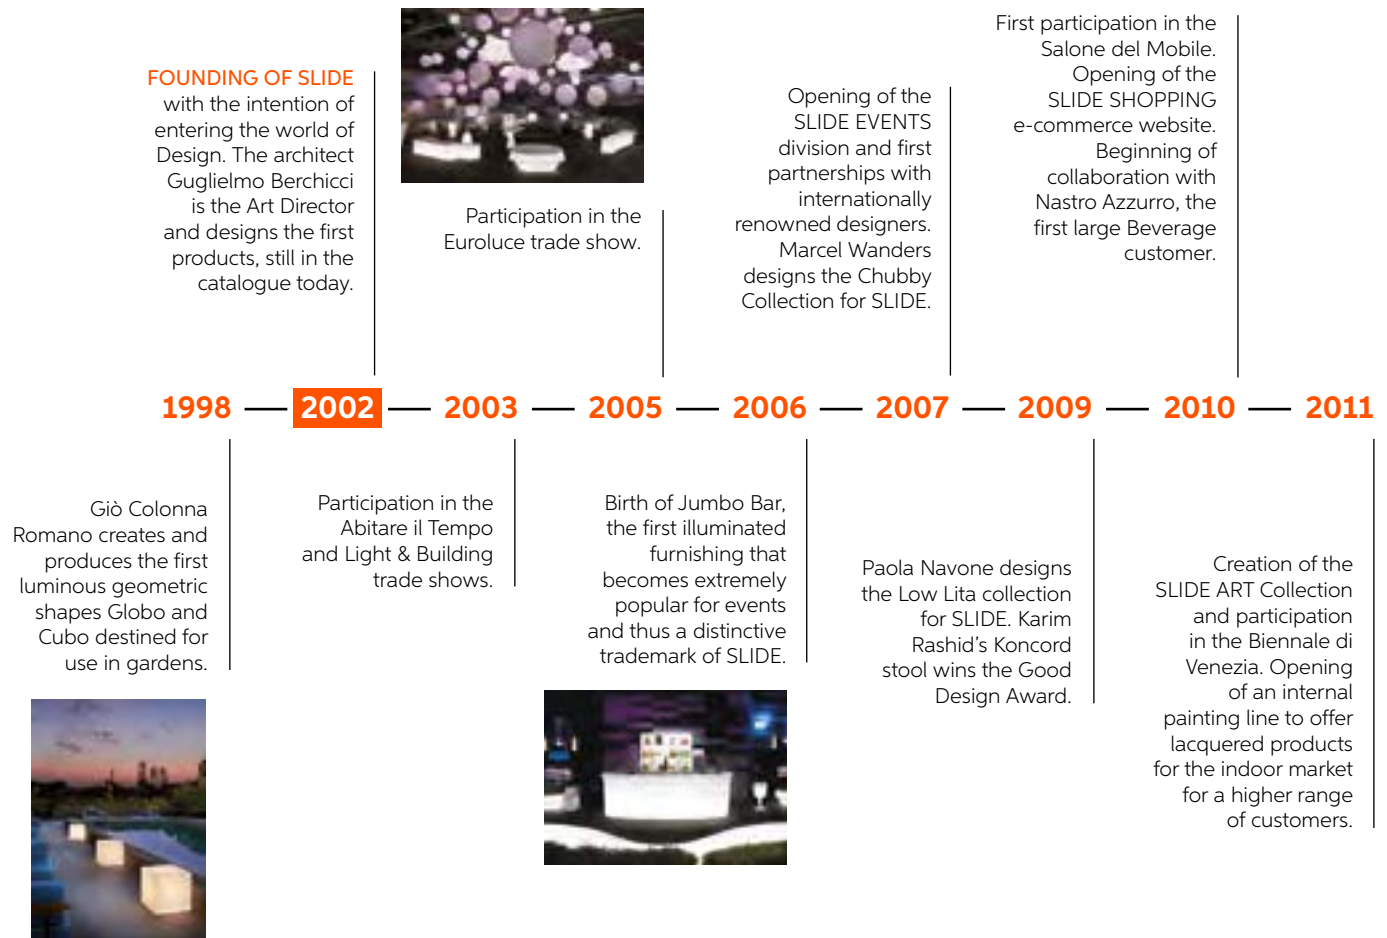 FOUNDING OF SLIDE
with the intention of
entering the world of
Design. The architect
Guglielmo Berchicci
is the Art Director
and designs the first
products, still in the
catalogue today.
Participation in the
Euroluce trade show.
Opening of the
SLIDE EVENTS
division and first
partnerships with
internationally
renowned designers.
Marcel Wanders
designs the Chubby
Collection for SLIDE.
First participation in the
Salone del Mobile.
Opening of the
SLIDE SHOPPING
e-commerce website.
Beginning of
collaboration with
Nastro Azzurro, the
first large Beverage
customer.
1998 — 2002 — 2003 — 2005 — 2006 — 2007 — 2009 — 2010 — 2011
Giò Colonna
Romano creates and
produces the first
luminous geometric
shapes Globo and
Cubo destined for
use in gardens.
Participation in the
Abitare il Tempo
and Light & Building
trade shows.
Birth of Jumbo Bar,
the first illuminated
furnishing that
becomes extremely
popular for events
and thus a distinctive
trademark of SLIDE.
Paola Navone designs
the Low Lita collection
for SLIDE. Karim
Rashid's Koncord
stool wins the Good
Design Award.
Creation of the
SLIDE ART Collection
and participation
in the Biennale di
Venezia. Opening
of an internal
painting line to offer
lacquered products
for the indoor market
for a higher range
of customers.